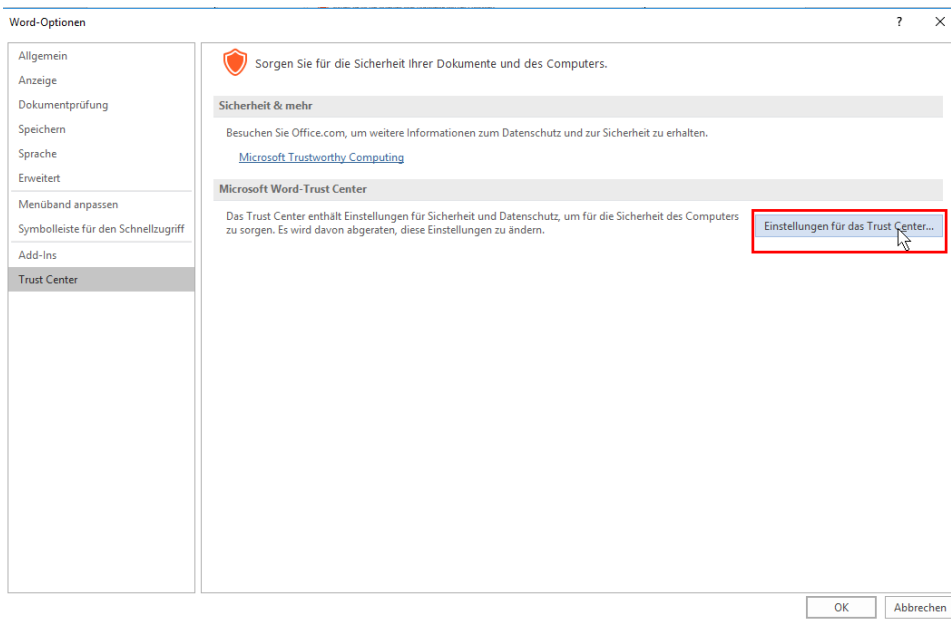 Word-Optionen
? ×
Allgemein
Anzeige
Dokumentprüfung
Speichern
Sprache
Erweitert
Menüband anpassen
Symbolleiste für den Schnellzugriff
Add-Ins
Trust Center
Sorgen Sie für die Sicherheit Ihrer Dokumente und des Computers.
Sicherheit & mehr
Besuchen Sie Office.com, um weitere Informationen zum Datenschutz und zur Sicherheit zu erhalten.
Microsoft Trustworthy Computing
Microsoft Word-Trust Center
Das Trust Center enthält Einstellungen für Sicherheit und Datenschutz, um für die Sicherheit des Computers
zu sorgen. Es wird davon abgeraten, diese Einstellungen zu ändern.
Einstellungen für das Trust Center...
OK
Abbrechen